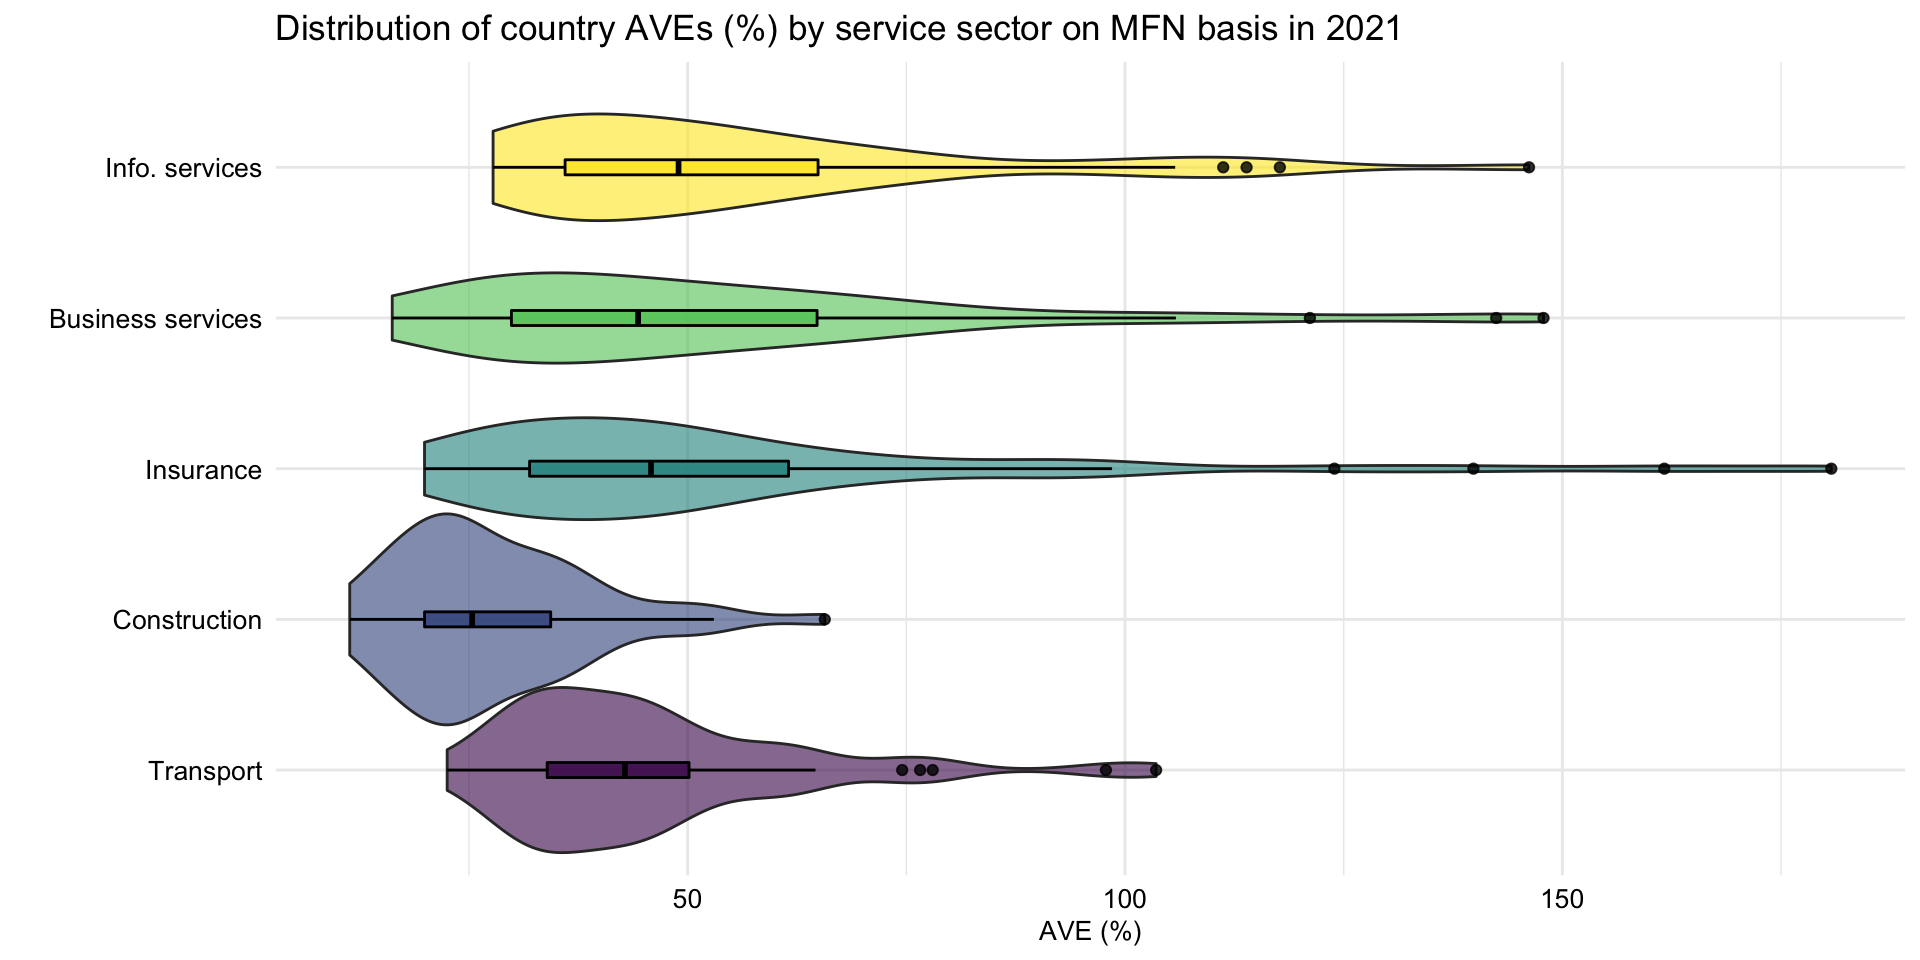 Distribution of country AVEs (%) by service sector on MFN basis in 2021
Info. services
Business services
Insurance
Construction
Transport
50
100
150
AVE (%)